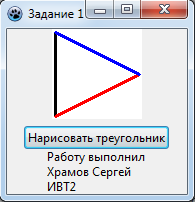 Задание 1
Нарисовать треугольник
Работу выполнил
Храмов Сергей
ИВТ2